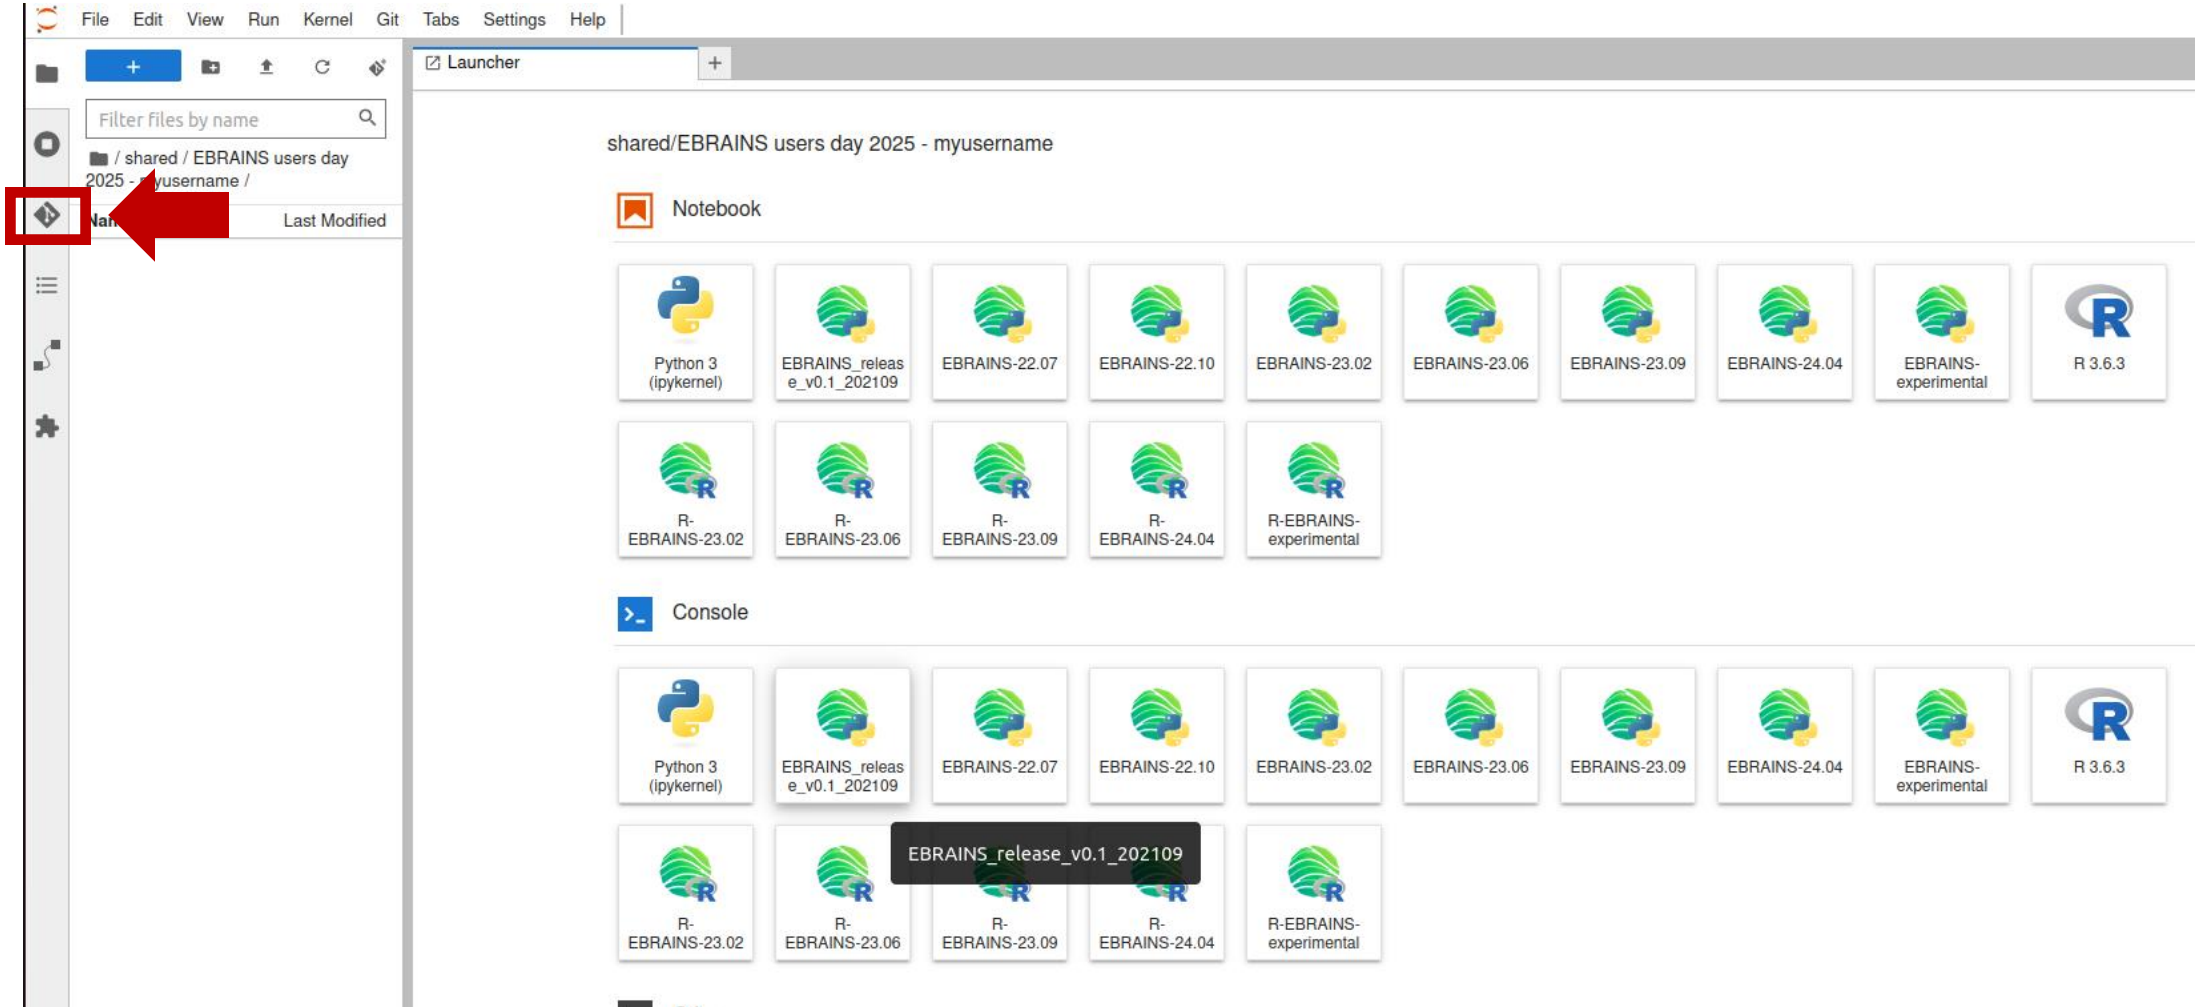 File Edit View Run Kernel Git Tabs Settings Help
Launcher
Filter files by name
/ shared / EBRAINS users day
2025 - myusername /
Last Modified
shared/EBRAINS users day 2025 - myusername
Notebook
Python 3
(ipykernel)
EBRAINS_releas
e_v0.1_202109
EBRAINS-22.07
EBRAINS-22.10
EBRAINS-23.02
EBRAINS-23.06
EBRAINS-23.09
EBRAINS-24.04
EBRAINS-
experimental
R 3.6.3
R-
EBRAINS-23.02
R-
EBRAINS-23.06
R-
EBRAINS-23.09
R-
EBRAINS-24.04
R-EBRAINS-
experimental
Console
Python 3
(ipykernel)
EBRAINS_releas
e_v0.1_202109
EBRAINS-22.07
EBRAINS-22.10
EBRAINS-23.02
EBRAINS-23.06
EBRAINS-23.09
EBRAINS-24.04
EBRAINS-
experimental
R 3.6.3
EBRAINS_release_v0.1_202109
R-
EBRAINS-23.02
R-
EBRAINS-23.06
R-
EBRAINS-23.09
R-
EBRAINS-24.04
R-EBRAINS-
experimental